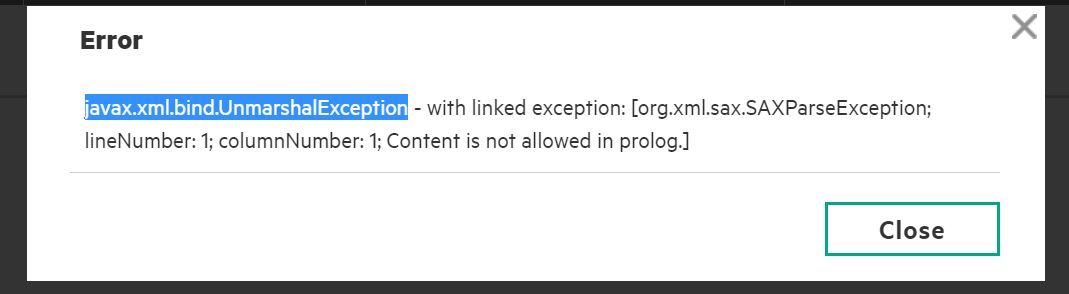 Error
javax.xml.bind.UnmarshalException - with linked exception: [org.xml.sax.SAXParseException;
lineNumber: 1; columnNumber: 1; Content is not allowed in prolog.]
Close